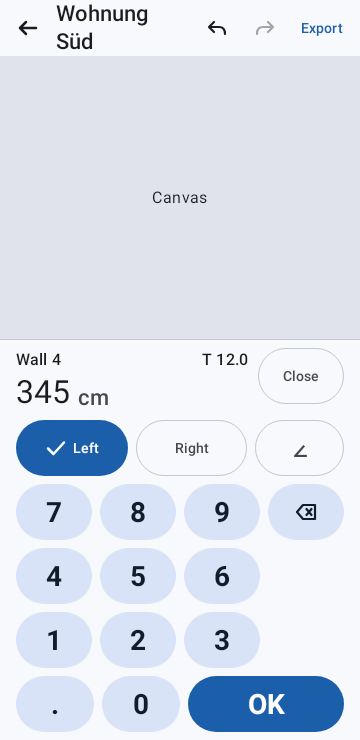 Wohnung
Süd
Export
Canvas
Wall 4
T 12.0
345 cm
Close
Left
Right
7 8 9
4 5 6
1 2 3
. 0 OK